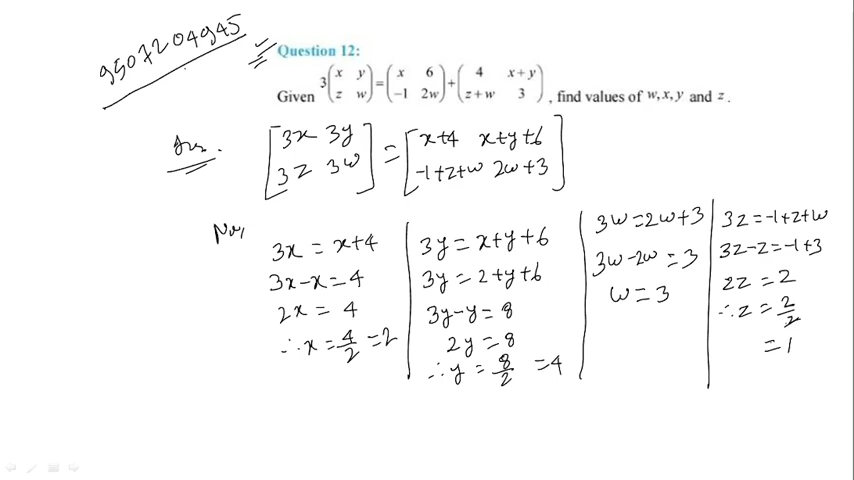 9507204945
Question 12:
Given 3(x y z w) = (x 6 -1 2w) + (4 x+y z+w 3), find values of w, x, y and z.
Ans. [3x 3y 3z 3w] = [x+4 x+y+6 -1+z+w 2w+3]
3x = x+4
3x-x=4
2x = 4
∴x = 4/2 = 2
3y = x+y+6
3y = 2+y+6
3y-y = 8
2y = 8
∴y = 8/2 = 4
3w = 2w+3
3w-2w = 3
w = 3
3z = -1+z+w
3z-z = -1+3
2z = 2
∴z = 2/2
= 1